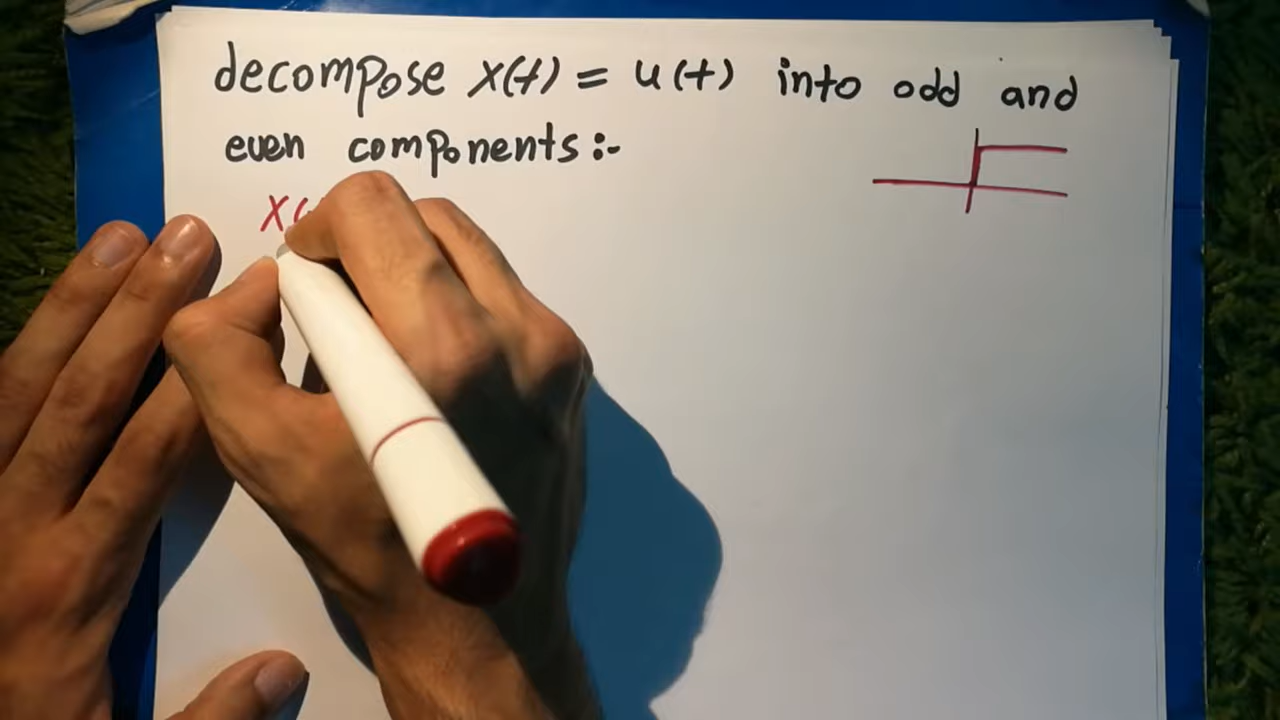 decompose x(t) = u(t) into odd and
even components:-
X(